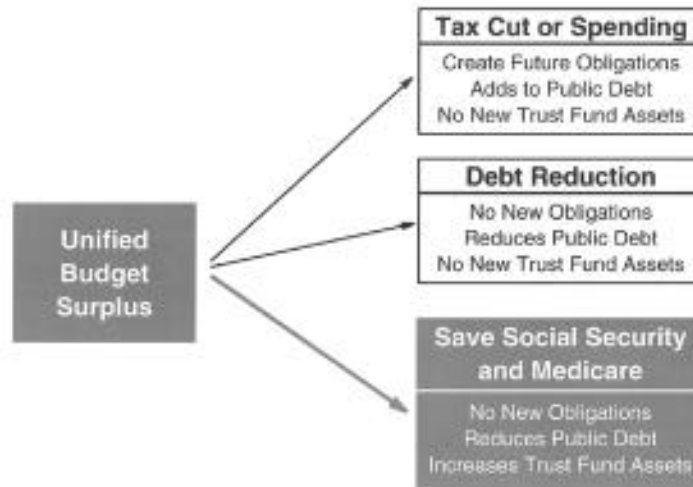 Tax Cut or Spending
Create Future Obligations
Adds to Public Debt
No New Trust Fund Assets
Debt Reduction
No New Obligations
Reduces Public Debt
No New Trust Fund Assets
Unified
Budget
Surplus
Save Social Security
and Medicare
No New Obligations
Reduces Public Debt
Increases Trust Fund Assets